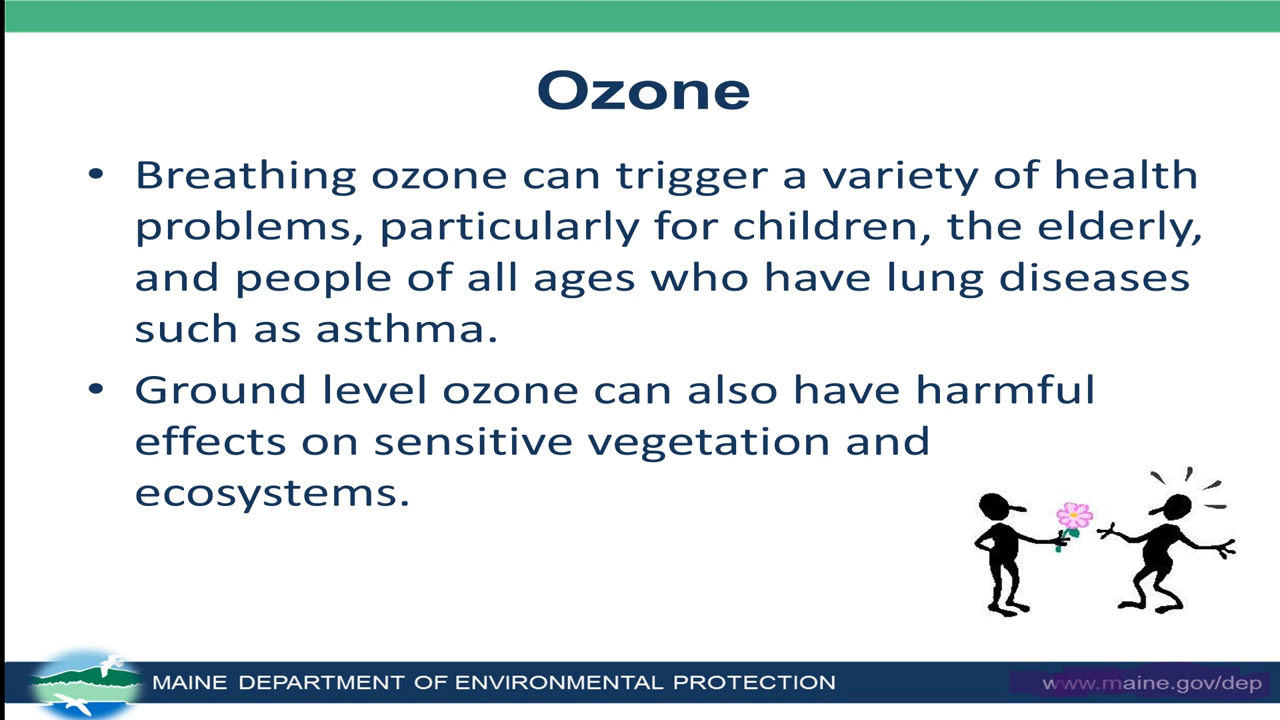 Ozone
• Breathing ozone can trigger a variety of health
problems, particularly for children, the elderly,
and people of all ages who have lung diseases
such as asthma.
• Ground level ozone can also have harmful
effects on sensitive vegetation and
ecosystems.
MAINE DEPARTMENT OF ENVIRONMENTAL PROTECTION
www.maine.gov/dep